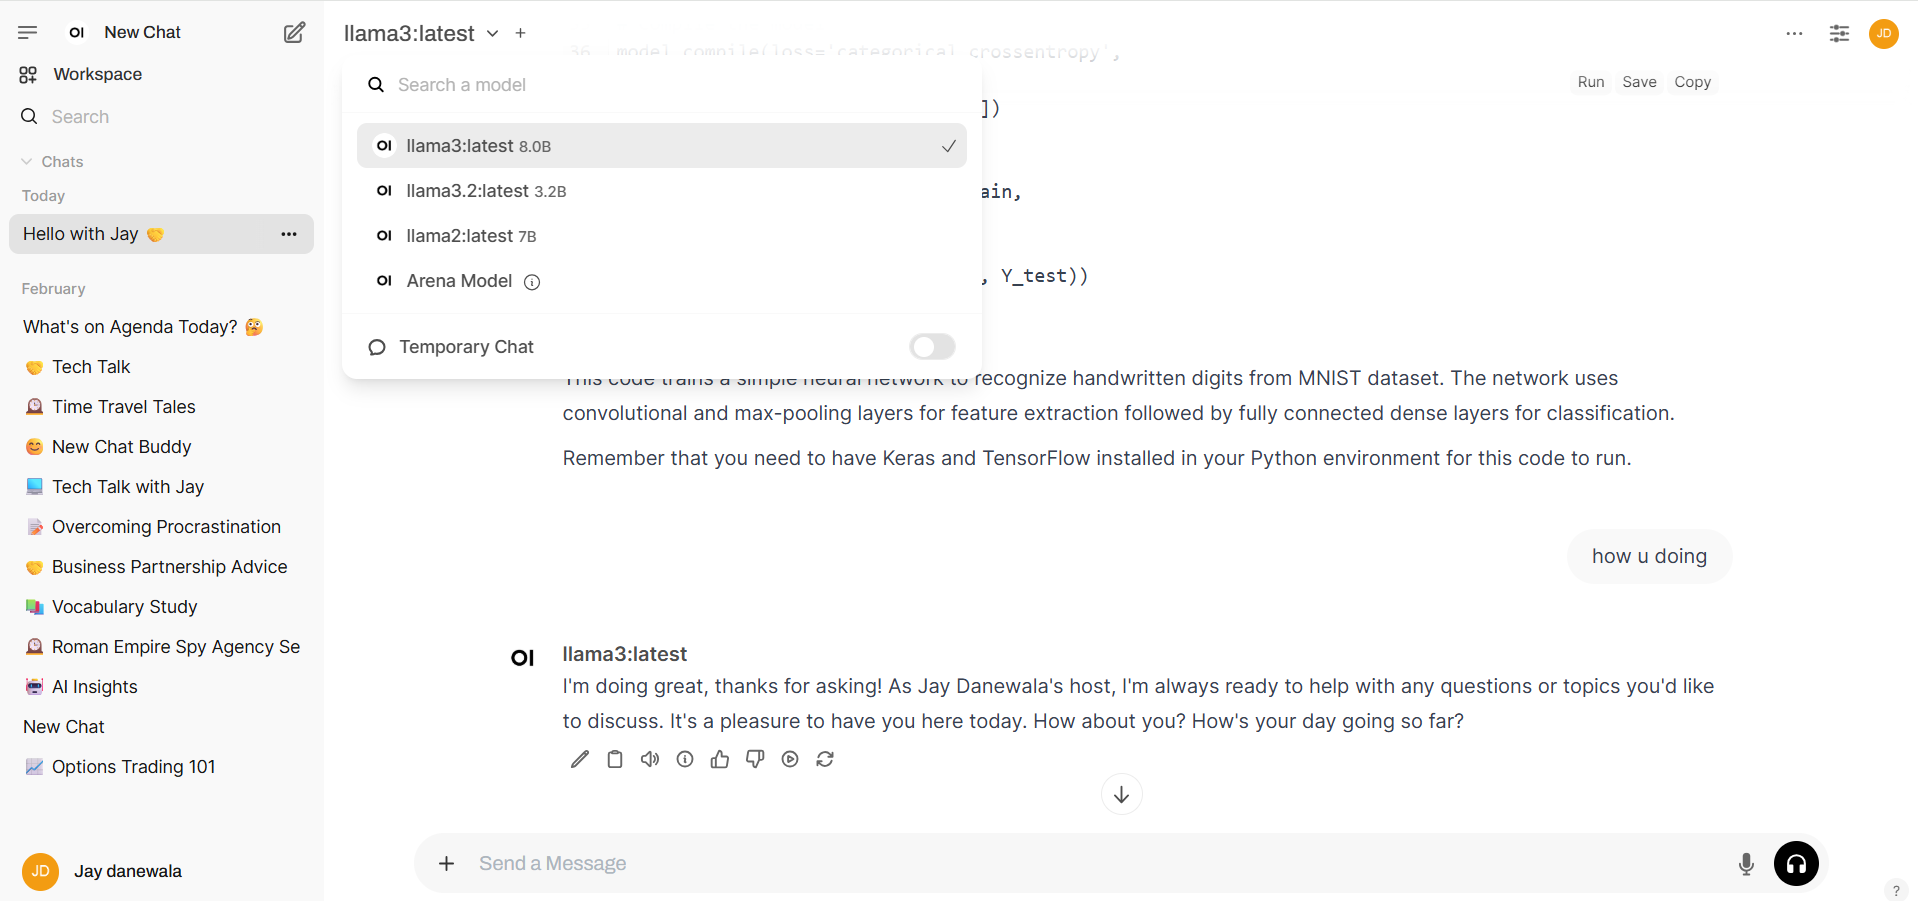 OI New Chat
Workspace
Search
Chats
Today
Hello with Jay 🤝
February
What's on Agenda Today? 🤔
🤝 Tech Talk
🕰️ Time Travel Tales
😊 New Chat Buddy
💻 Tech Talk with Jay
📝 Overcoming Procrastination
🤝 Business Partnership Advice
📚 Vocabulary Study
🕰️ Roman Empire Spy Agency Se
🤖 AI Insights
New Chat
📈 Options Trading 101
JD Jay danewala
llama3:latest
JD
36 model.compile(loss='categorical_crossentropy',
Run Save Copy
Search a model
OI llama3:latest 8.0B
OI llama3.2:latest 3.2B
OI llama2:latest 7B
OI Arena Model
Temporary Chat
])
ain,
, Y_test))
This code trains a simple neural network to recognize handwritten digits from MNIST dataset. The network uses
convolutional and max-pooling layers for feature extraction followed by fully connected dense layers for classification.
Remember that you need to have Keras and TensorFlow installed in your Python environment for this code to run.
how u doing
OI llama3:latest
I'm doing great, thanks for asking! As Jay Danewala's host, I'm always ready to help with any questions or topics you'd like
to discuss. It's a pleasure to have you here today. How about you? How's your day going so far?
Send a Message
?